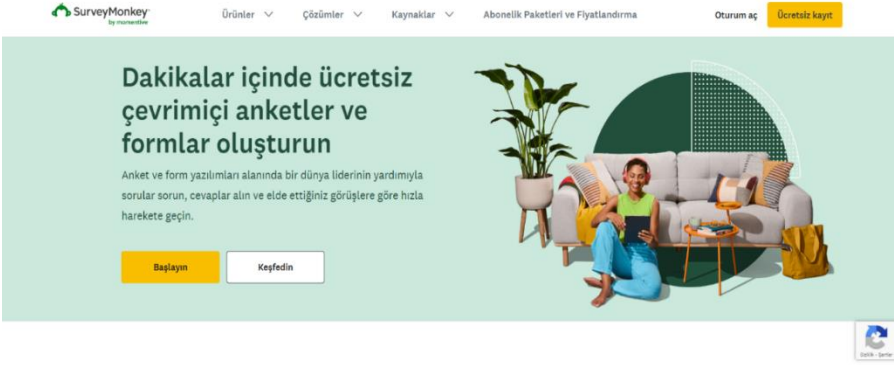 SurveyMonkey
by momentive
Ürünler
Çözümler
Kaynaklar
Abonelik Paketleri ve Fiyatlandırma
Oturum aç
Ücretsiz kayıt
Dakikalar içinde ücretsiz
çevrimiçi anketler ve
formlar oluşturun
Anket ve form yazılımları alanında bir dünya liderinin yardımıyla
sorular sorun, cevaplar alın ve elde ettiğiniz görüşlere göre hızla
harekete geçin.
Başlayın
Keşfedin